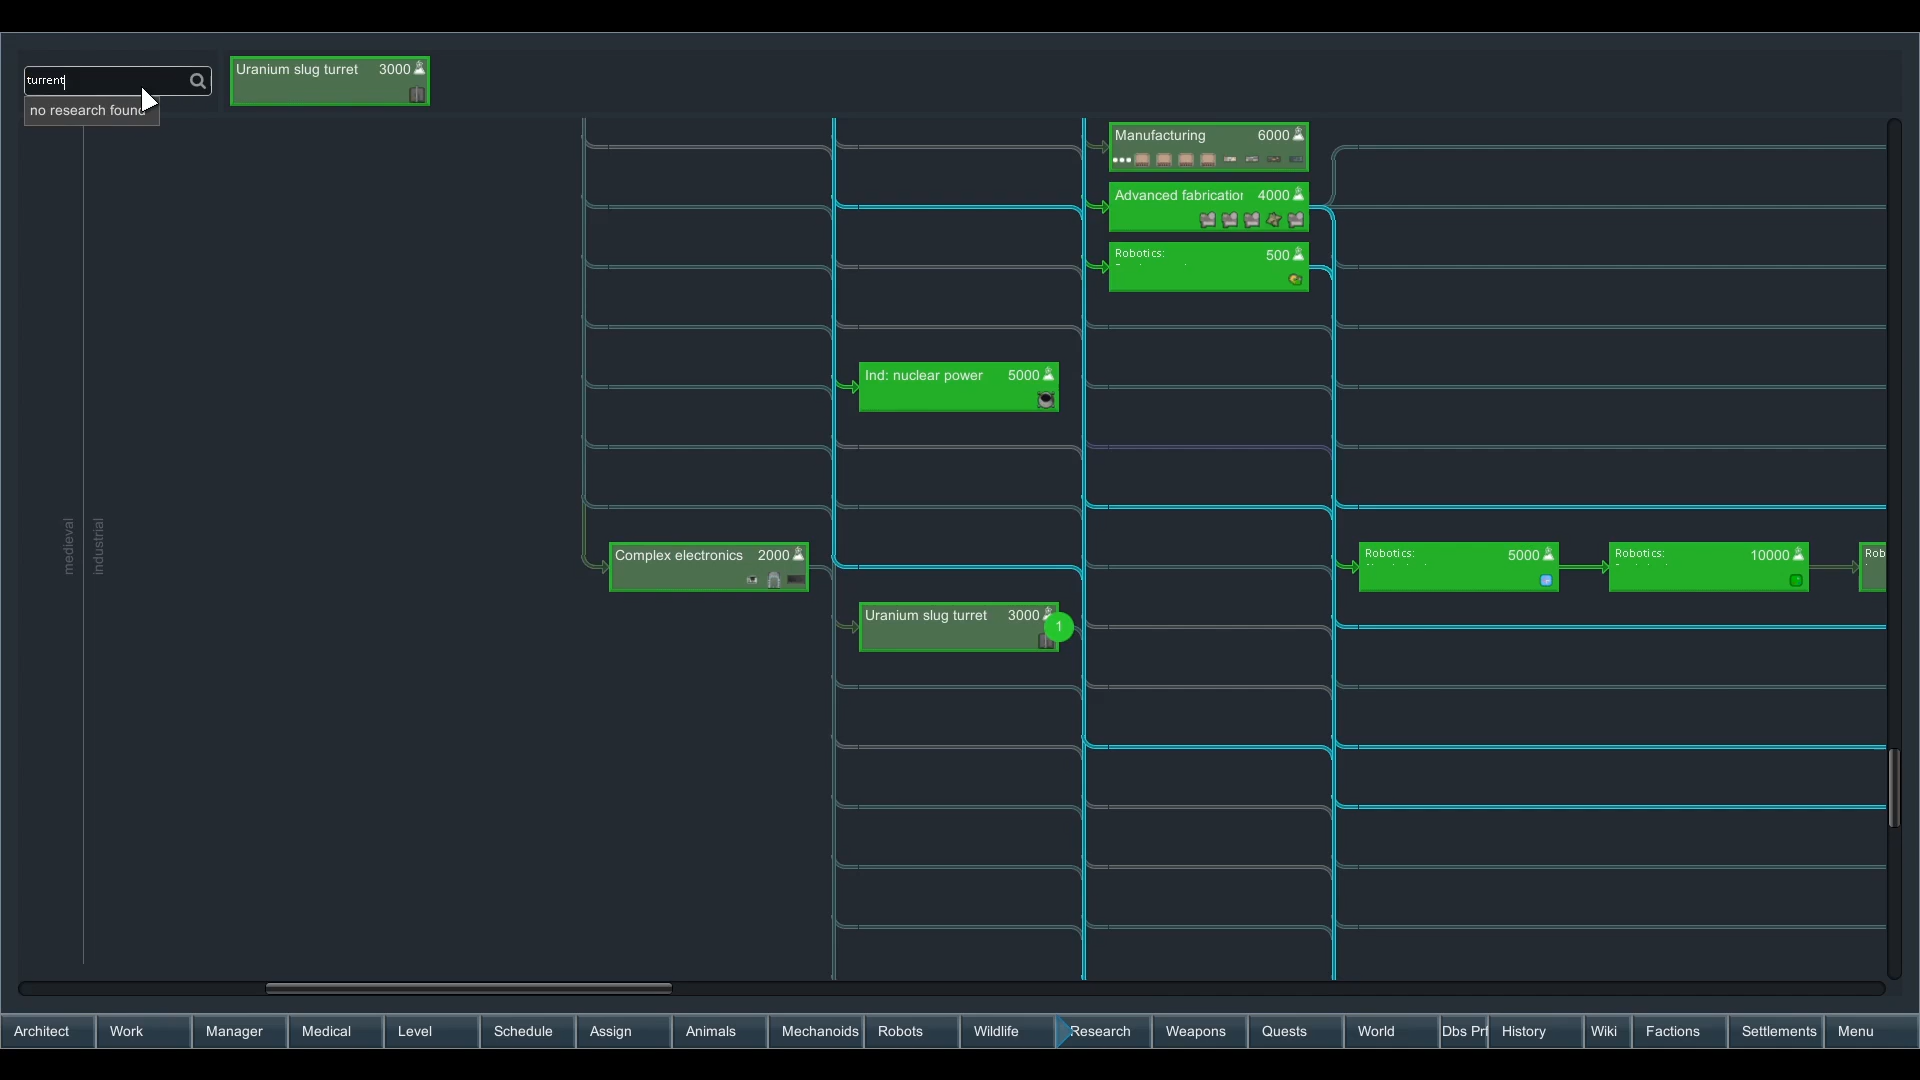 turrent
no research found
Uranium slug turret 3000
Manufacturing 6000
Advanced fabrication 4000
Robotics: 500
Ind: nuclear power 5000
medieval
industrial
Complex electronics 2000
Robotics: 5000
Robotics: 10000
Rob
Uranium slug turret 3000
1
Architect Work Manager Medical Level Schedule Assign Animals Mechanoids Robots Wildlife Research Weapons Quests World Dbs Prf History Wiki Factions Settlements Menu